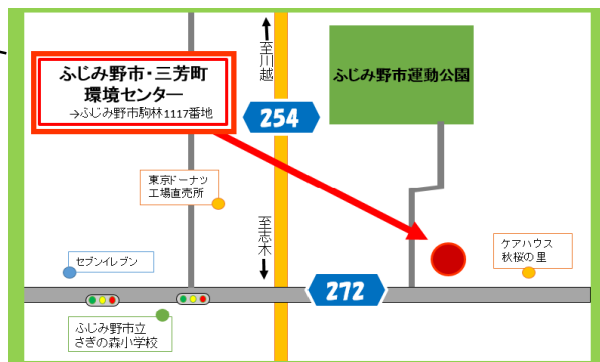 至川越
ふじみ野市・三芳町
環境センター
→ふじみ野市駒林1117番地
ふじみ野市運動公園
254
東京ドーナツ
工場直売所
至志木
セブンイレブン
ケアハウス
秋桜の里
272
ふじみ野市立
さぎの森小学校